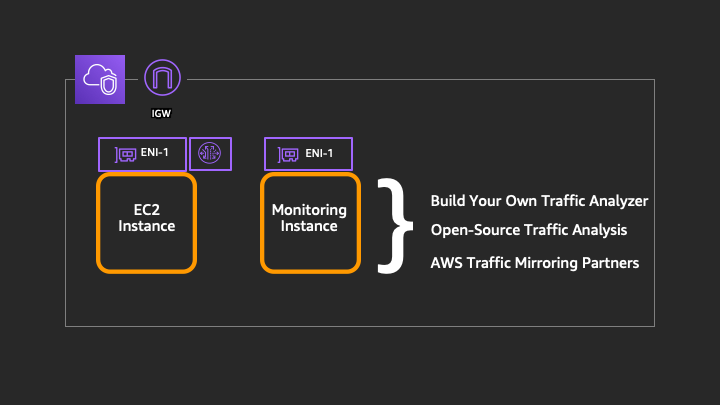 IGW
ENI-1
ENI-1
EC2
Instance
Monitoring
Instance
Build Your Own Traffic Analyzer
Open-Source Traffic Analysis
AWS Traffic Mirroring Partners